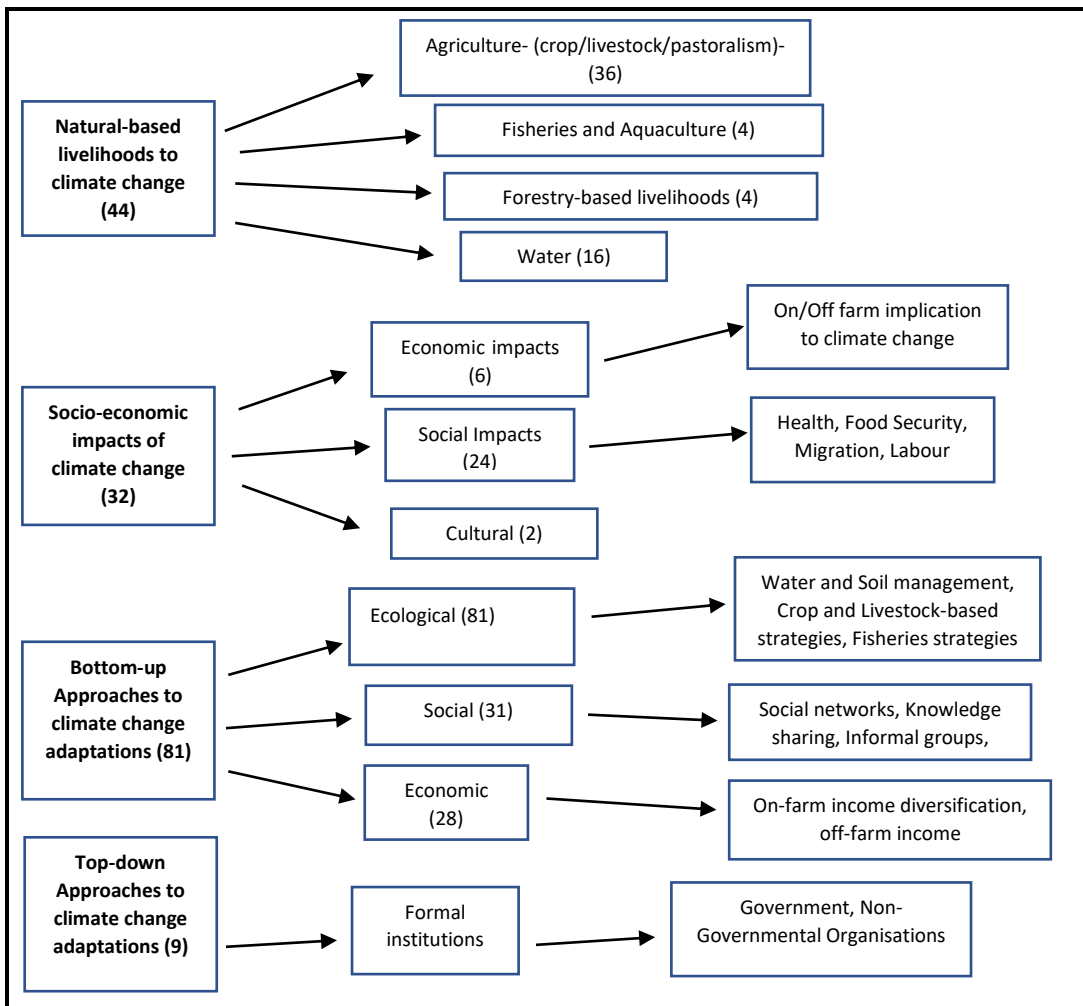 Natural-based
livelihoods to
climate change
(44)
Agriculture- (crop/livestock/pastoralism)-
(36)
Fisheries and Aquaculture (4)
Forestry-based livelihoods (4)
Water (16)
Socio-economic
impacts of
climate change
(32)
Economic impacts
(6)
On/Off farm implication
to climate change
Social Impacts
(24)
Health, Food Security,
Migration, Labour
Cultural (2)
Bottom-up
Approaches to
climate change
adaptations (81)
Ecological (81)
Water and Soil management,
Crop and Livestock-based
strategies, Fisheries strategies
Social (31)
Social networks, Knowledge
sharing, Informal groups,
Economic
(28)
On-farm income diversification,
off-farm income
Top-down
Approaches to
climate change
adaptations (9)
Formal
institutions
Government, Non-
Governmental Organisations